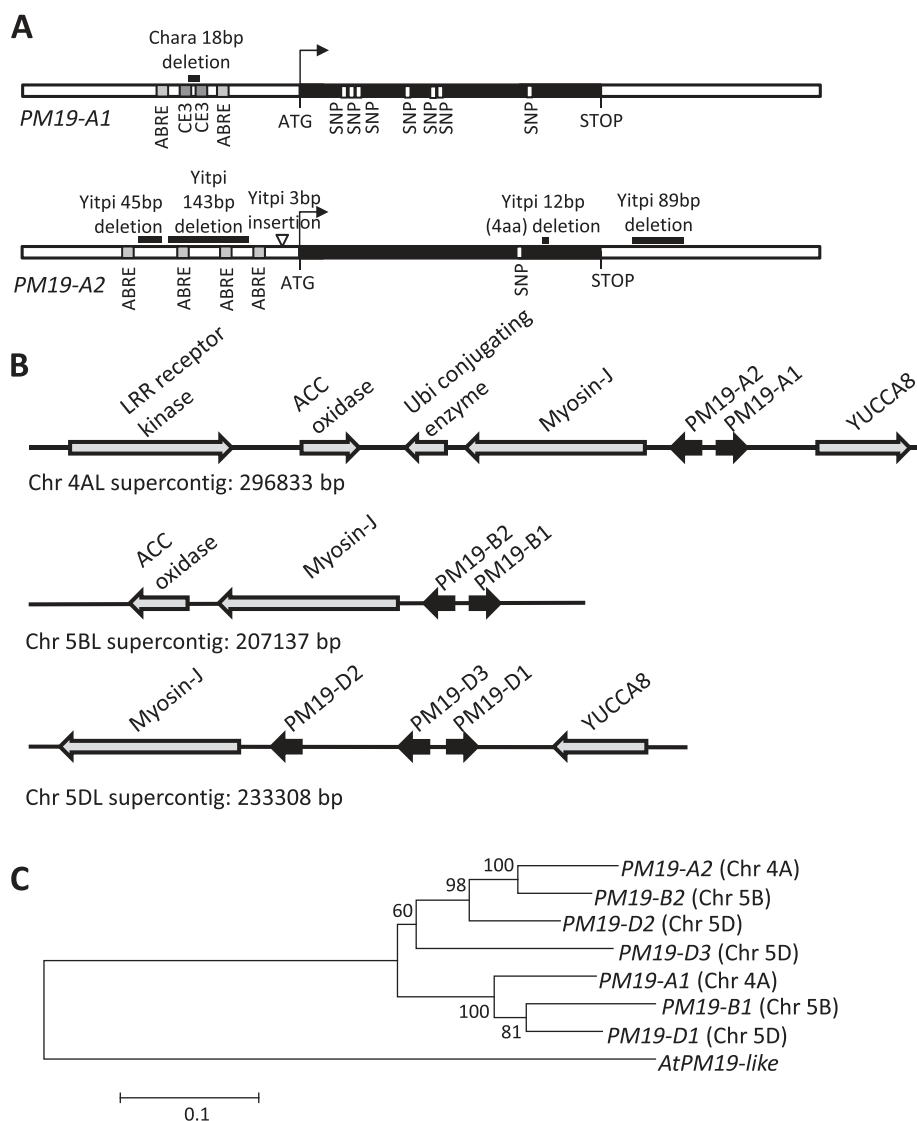 A
Chara 18bp
deletion
PM19-A1
ABRE
CE3
CE3
ABRE
ATG
SNP
SNP
SNP
SNP
SNP
SNP
SNP
STOP
Yitpi 45bp
deletion
Yitpi
143bp
deletion
Yitpi 3bp
insertion
Yitpi 12bp
(4aa) deletion
Yitpi 89bp
deletion
PM19-A2
ABRE
ABRE
ABRE
ABRE
ATG
SNP
STOP
B
LRR receptor
kinase
ACC
oxidase
Ubi conjugating
enzyme
Myosin-J
PM19-A2
PM19-A1
YUCCA8
Chr 4AL supercontig: 296833 bp
ACC
oxidase
Myosin-J
PM19-B2
PM19-B1
Chr 5BL supercontig: 207137 bp
Myosin-J
PM19-D2
PM19-D3
PM19-D1
YUCCA8
Chr 5DL supercontig: 233308 bp
C
100
98
60
100
81
PM19-A2 (Chr 4A)
PM19-B2 (Chr 5B)
PM19-D2 (Chr 5D)
PM19-D3 (Chr 5D)
PM19-A1 (Chr 4A)
PM19-B1 (Chr 5B)
PM19-D1 (Chr 5D)
AtPM19-like
0.1